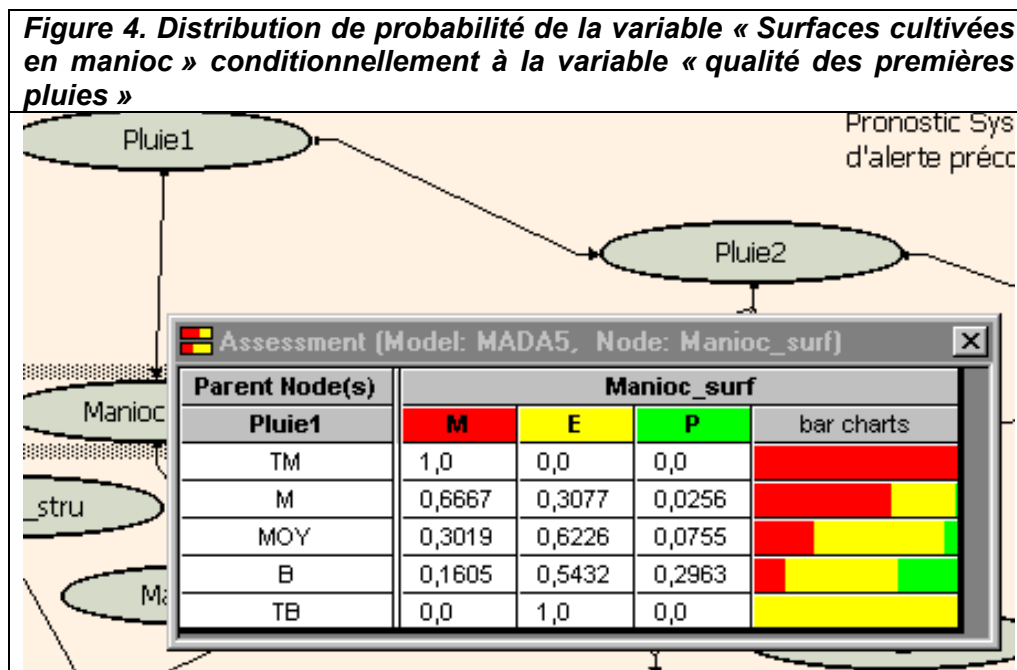 Figure 4. Distribution de probabilité de la variable « Surfaces cultivées
en manioc » conditionnellement à la variable « qualité des premières
pluies »
Pluie1
Pronostic Sys
d'alerte préco
Pluie2
Assessment (Model: MADA5, Node: Manioc_surf)
Parent Node(s) Manioc_surf
Pluie1 M E P bar charts
TM 1,0 0,0 0,0
M 0,6667 0,3077 0,0256
MOY 0,3019 0,6226 0,0755
B 0,1605 0,5432 0,2963
TB 0,0 1,0 0,0
Manioc
_stru
Ma